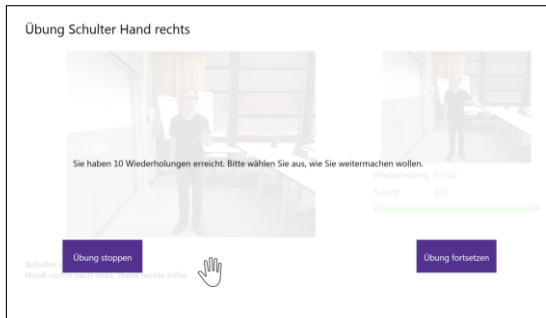 Übung Schulter Hand rechts
Sie haben 10 Wiederholungen erreicht. Bitte wählen Sie aus, wie Sie weitermachen wollen.
Wiederholung 10/10
Schritt 2/2
Übung stoppen
Übung fortsetzen
Schulter
Hand rechts nach links, Hand rechts tiefer